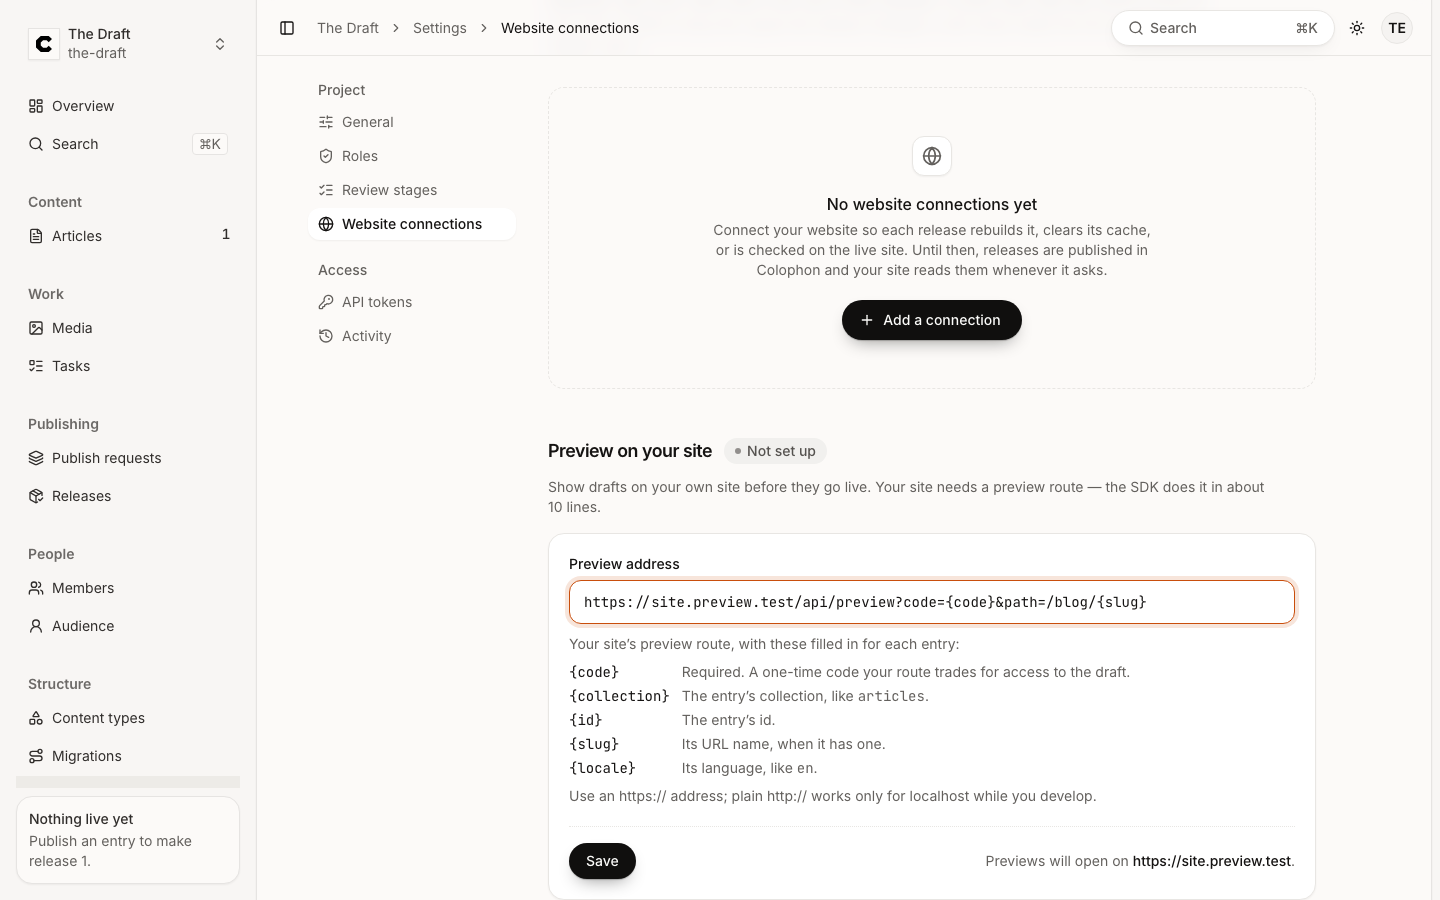 The Draft
the-draft
Overview
Search
⌘K
Content
Articles
1
Work
Media
Tasks
Publishing
Publish requests
Releases
People
Members
Audience
Structure
Content types
Migrations
Nothing live yet
Publish an entry to make
release 1.
The Draft > Settings > Website connections
Search
⌘K
TE
Project
General
Roles
Review stages
Website connections
Access
API tokens
Activity
No website connections yet
Connect your website so each release rebuilds it, clears its cache,
or is checked on the live site. Until then, releases are published in
Colophon and your site reads them whenever it asks.
Add a connection
Preview on your site
Not set up
Show drafts on your own site before they go live. Your site needs a preview route — the SDK does it in about
10 lines.
Preview address
https://site.preview.test/api/preview?code={code}&path=/blog/{slug}
Your site’s preview route, with these filled in for each entry:
{code} Required. A one-time code your route trades for access to the draft.
{collection} The entry’s collection, like articles.
{id} The entry’s id.
{slug} Its URL name, when it has one.
{locale} Its language, like en.
Use an https:// address; plain http:// works only for localhost while you develop.
Save
Previews will open on https://site.preview.test.